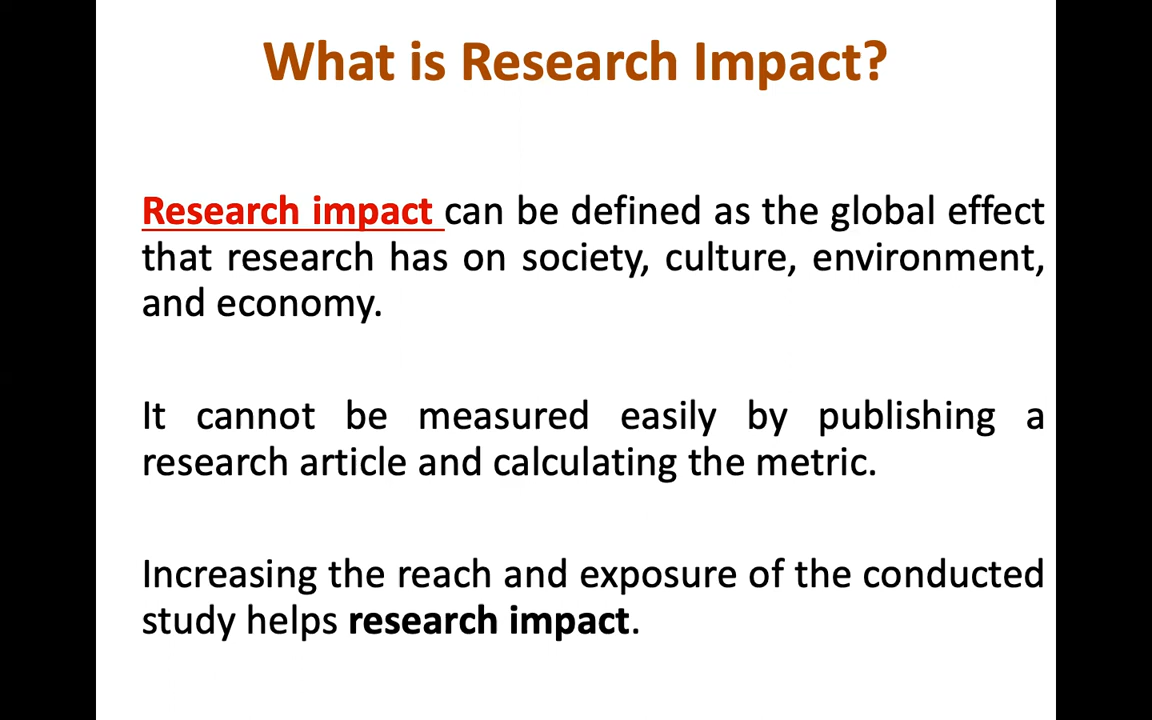 What is Research Impact?
Research impact can be defined as the global effect
that research has on society, culture, environment,
and economy.
It cannot be measured easily by publishing a
research article and calculating the metric.
Increasing the reach and exposure of the conducted
study helps research impact.